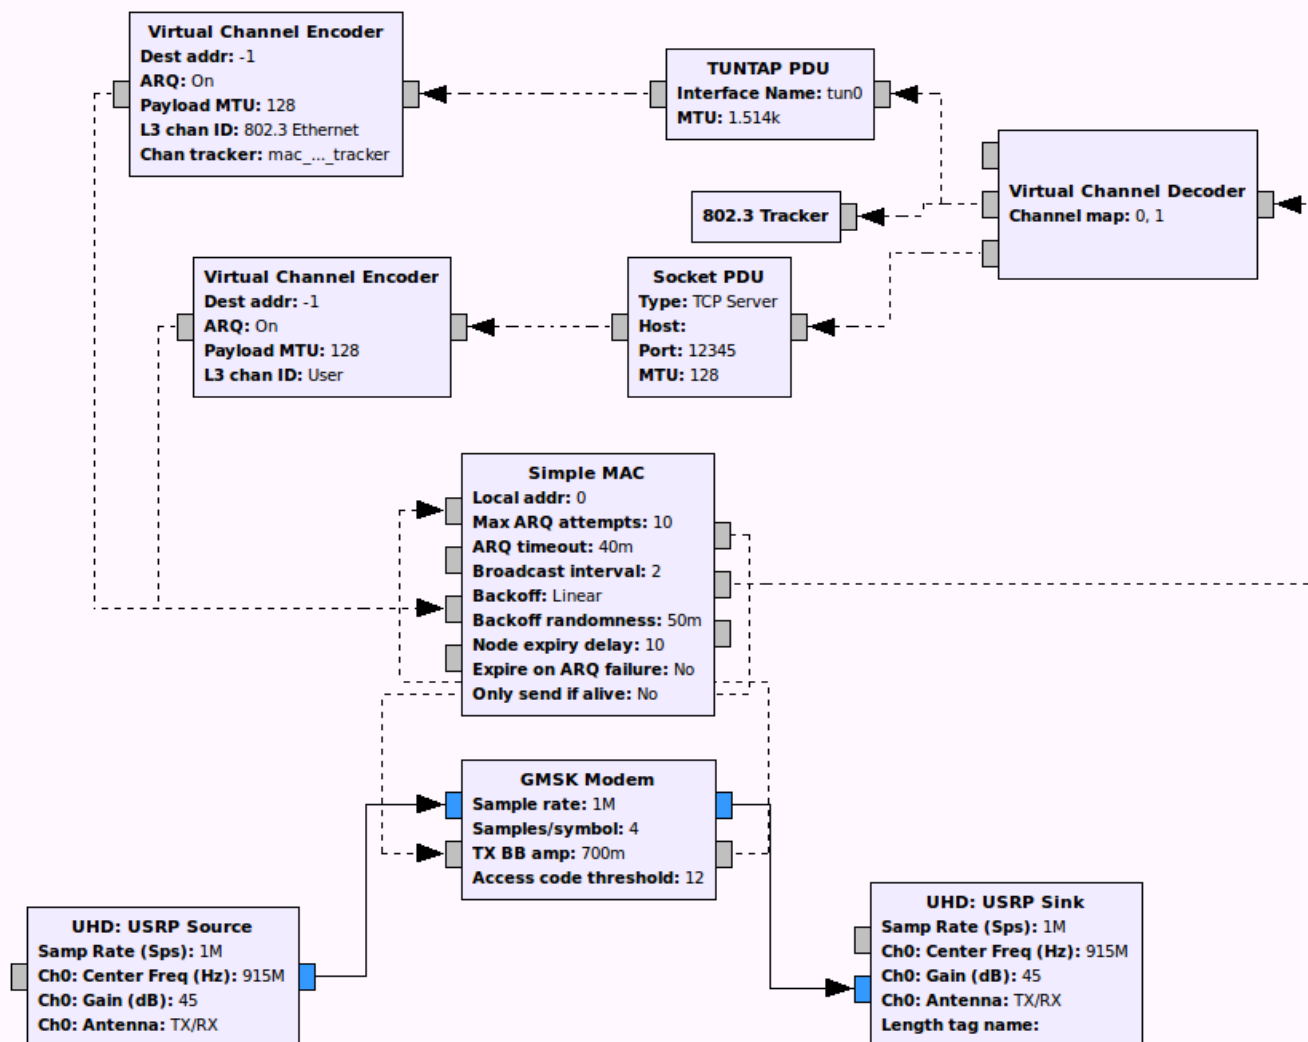 Virtual Channel Encoder
Dest addr: -1
ARQ: On
Payload MTU: 128
L3 chan ID: 802.3 Ethernet
Chan tracker: mac_..._tracker
TUNTAP PDU
Interface Name: tun0
MTU: 1.514k
Virtual Channel Decoder
Channel map: 0, 1
802.3 Tracker
Virtual Channel Encoder
Dest addr: -1
ARQ: On
Payload MTU: 128
L3 chan ID: User
Socket PDU
Type: TCP Server
Host:
Port: 12345
MTU: 128
Simple MAC
Local addr: 0
Max ARQ attempts: 10
ARQ timeout: 40m
Broadcast interval: 2
Backoff: Linear
Backoff randomness: 50m
Node expiry delay: 10
Expire on ARQ failure: No
Only send if alive: No
GMSK Modem
Sample rate: 1M
Samples/symbol: 4
TX BB amp: 700m
Access code threshold: 12
UHD: USRP Source
Samp Rate (Sps): 1M
Ch0: Center Freq (Hz): 915M
Ch0: Gain (dB): 45
Ch0: Antenna: TX/RX
UHD: USRP Sink
Samp Rate (Sps): 1M
Ch0: Center Freq (Hz): 915M
Ch0: Gain (dB): 45
Ch0: Antenna: TX/RX
Length tag name: